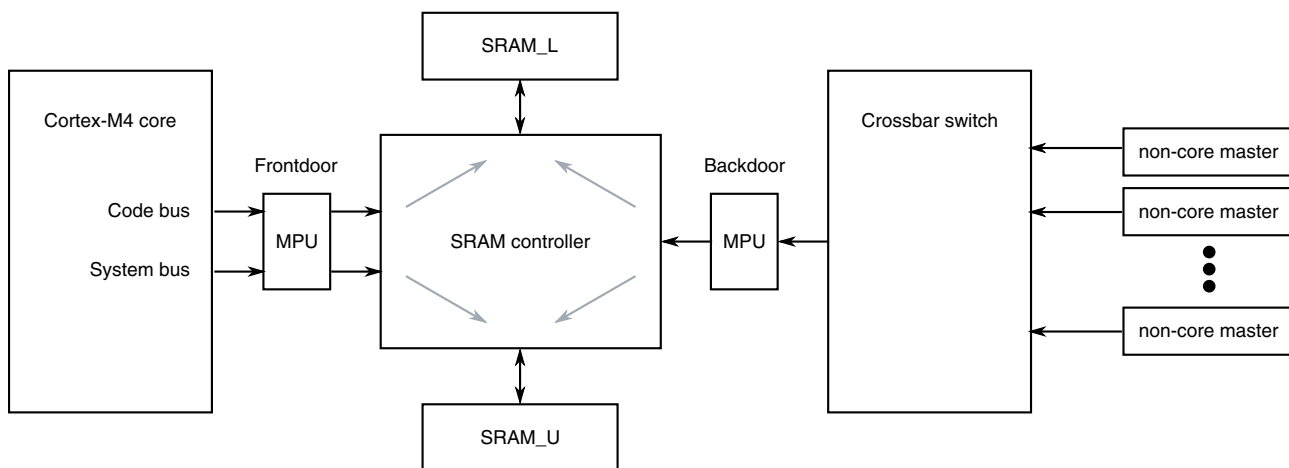 SRAM_L
Cortex-M4 core
Crossbar switch
non-core master
Frontdoor
Backdoor
Code bus
non-core master
MPU
SRAM controller
MPU
System bus
non-core master
SRAM_U